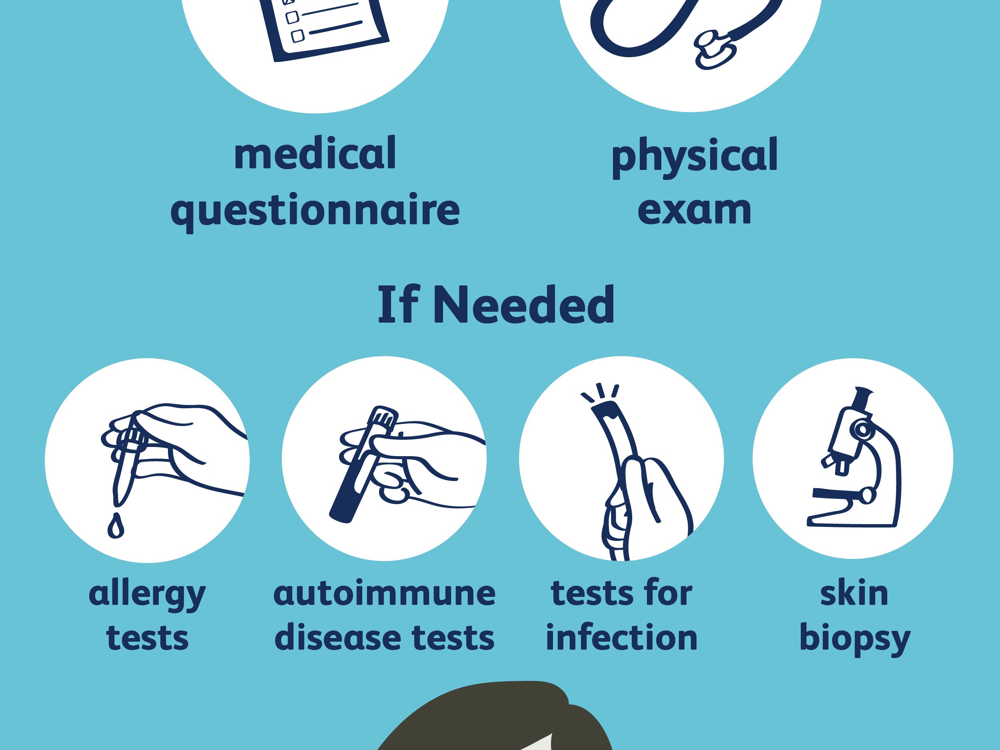 medical
questionnaire
physical
exam
If Needed
allergy
tests
autoimmune
disease tests
tests for
infection
skin
biopsy